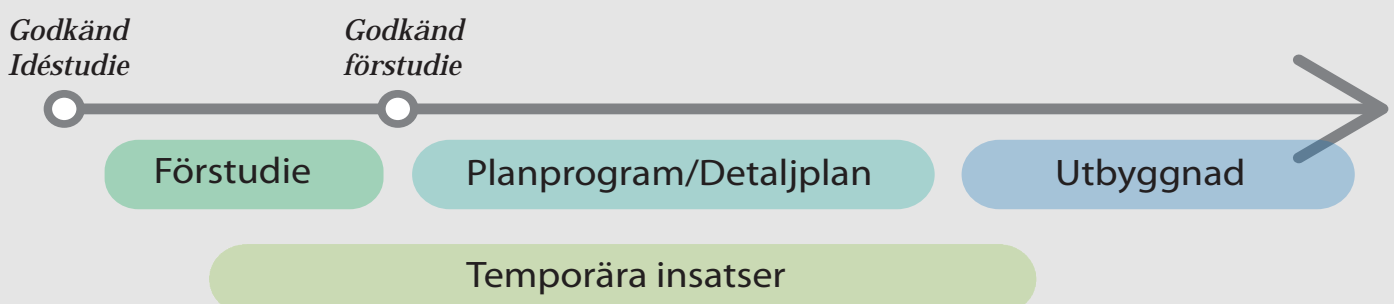 Godkänd
Idéstudie
Godkänd
förstudie
Förstudie
Planprogram/Detaljplan
Utbyggnad
Temporära insatser